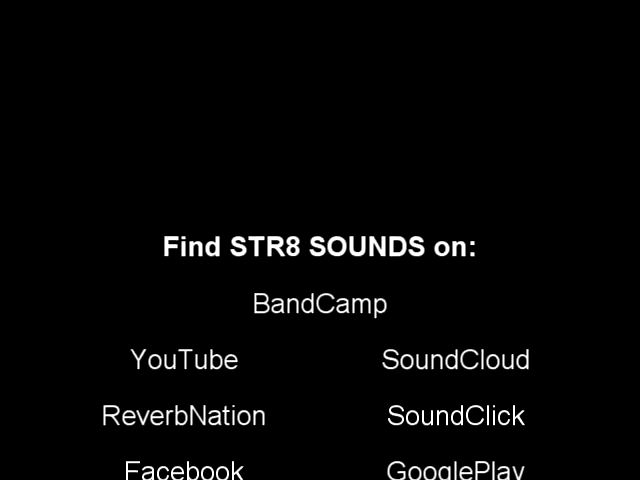 Find STR8 SOUNDS on:
BandCamp
YouTube SoundCloud
ReverbNation SoundClick
Facebook GooglePlay